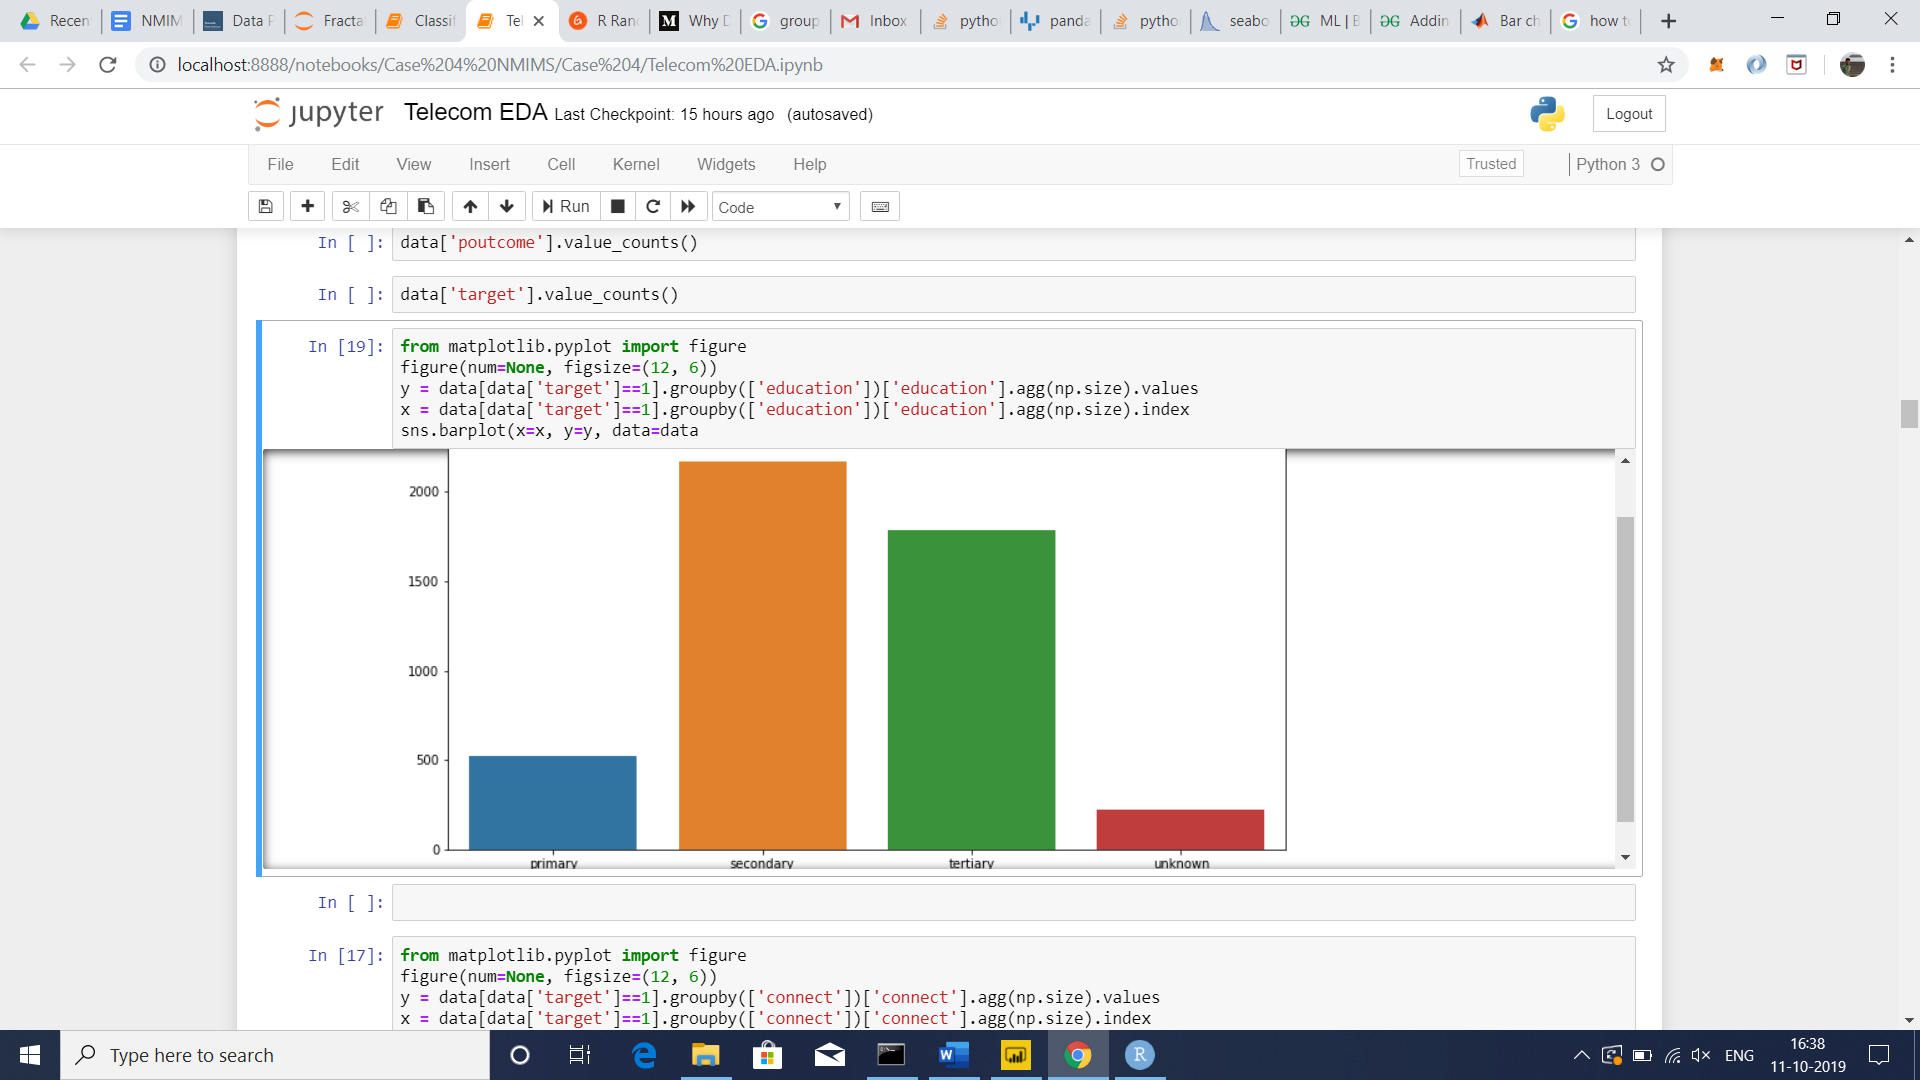 Recen
NMIM
Data P
Fracta
Classif
Tel
R Ran
Why D
group
Inbox
pytho
panda
pytho
seabo
ML | B
Addin
Bar ch
how t
localhost:8888/notebooks/Case%204%20NMIMS/Case%204/Telecom%20EDA.ipynb
jupyter Telecom EDA Last Checkpoint: 15 hours ago (autosaved)
Logout
File Edit View Insert Cell Kernel Widgets Help
Trusted
Python 3
Run
Code
In [ ]: data['poutcome'].value_counts()
In [ ]: data['target'].value_counts()
In [19]: from matplotlib.pyplot import figure
figure(num=None, figsize=(12, 6))
y = data[data['target']==1].groupby(['education'])['education'].agg(np.size).values
x = data[data['target']==1].groupby(['education'])['education'].agg(np.size).index
sns.barplot(x=x, y=y, data=data
2000
1500
1000
500
0
primary secondary tertiary unknown
In [ ]:
In [17]: from matplotlib.pyplot import figure
figure(num=None, figsize=(12, 6))
y = data[data['target']==1].groupby(['connect'])['connect'].agg(np.size).values
x = data[data['target']==1].groupby(['connect'])['connect'].agg(np.size).index
Type here to search
ENG
16:38
11-10-2019